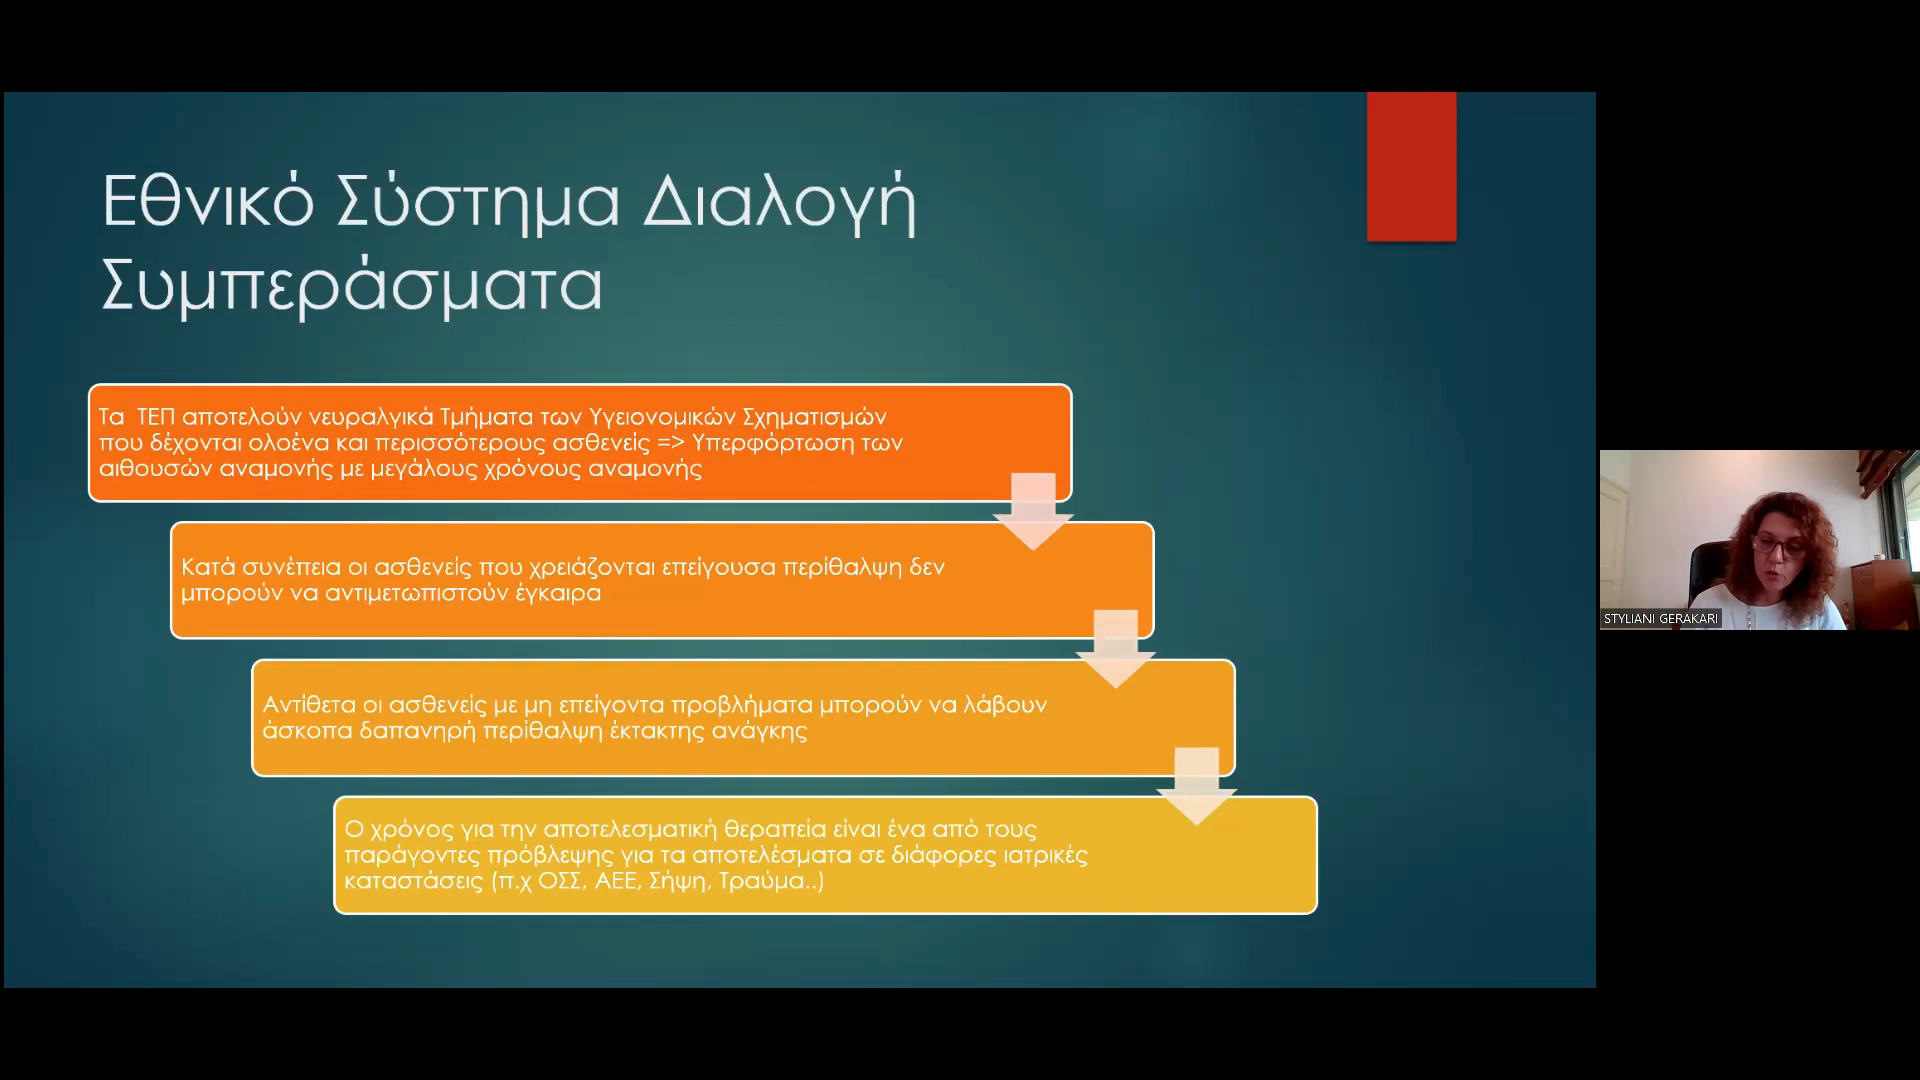 Εθνικό Σύστημα Διαλογή
Συμπεράσματα
Τα ΤΕΠ αποτελούν νευραλγικά Τμήματα των Υγειονομικών Σχηματισμών
που δέχονται ολοένα και περισσότερους ασθενείς => Υπερφόρτωση των
αιθουσών αναμονής με μεγάλους χρόνους αναμονής
Κατά συνέπεια οι ασθενείς που χρειάζονται επείγουσα περίθαλψη δεν
μπορούν να αντιμετωπιστούν έγκαιρα
Αντίθετα οι ασθενείς με μη επείγοντα προβλήματα μπορούν να λάβουν
άσκοπα δαπανηρή περίθαλψη έκτακτης ανάγκης
Ο χρόνος για την αποτελεσματική θεραπεία είναι ένα από τους
παράγοντες πρόβλεψης για τα αποτελέσματα σε διάφορες ιατρικές
καταστάσεις (π.χ ΟΣΣ, ΑΕΕ, Σήψη, Τραύμα..)
STYLIANI GERAKARI